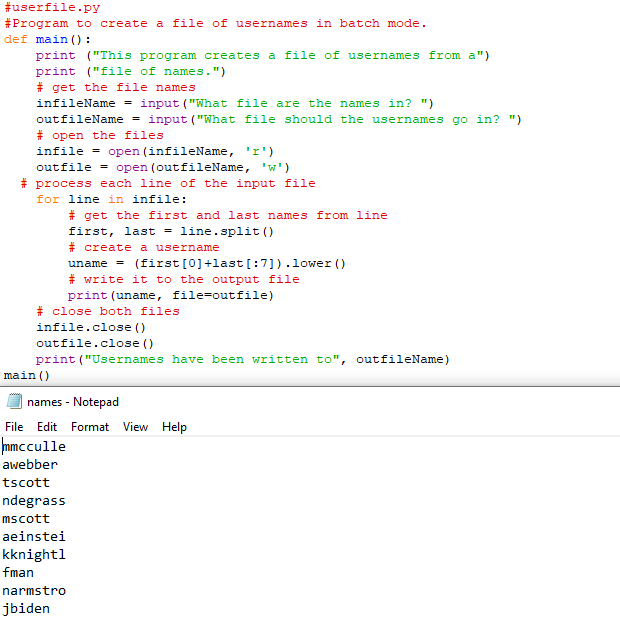 #userfile.py
#Program to create a file of usernames in batch mode.
def main():
    print ("This program creates a file of usernames from a")
    print ("file of names.")
    # get the file names
    infileName = input("What file are the names in? ")
    outfileName = input("What file should the usernames go in? ")
    # open the files
    infile = open(infileName, 'r')
    outfile = open(outfileName, 'w')
  # process each line of the input file
    for line in infile:
        # get the first and last names from line
        first, last = line.split()
        # create a username
        uname = (first[0]+last[:7]).lower()
        # write it to the output file
        print(uname, file=outfile)
    # close both files
    infile.close()
    outfile.close()
    print("Usernames have been written to", outfileName)
main()
names - Notepad
File Edit Format View Help
mmcculle
awebber
tscott
ndegrass
mscott
aeinstei
kknightl
fman
narmstro
jbiden